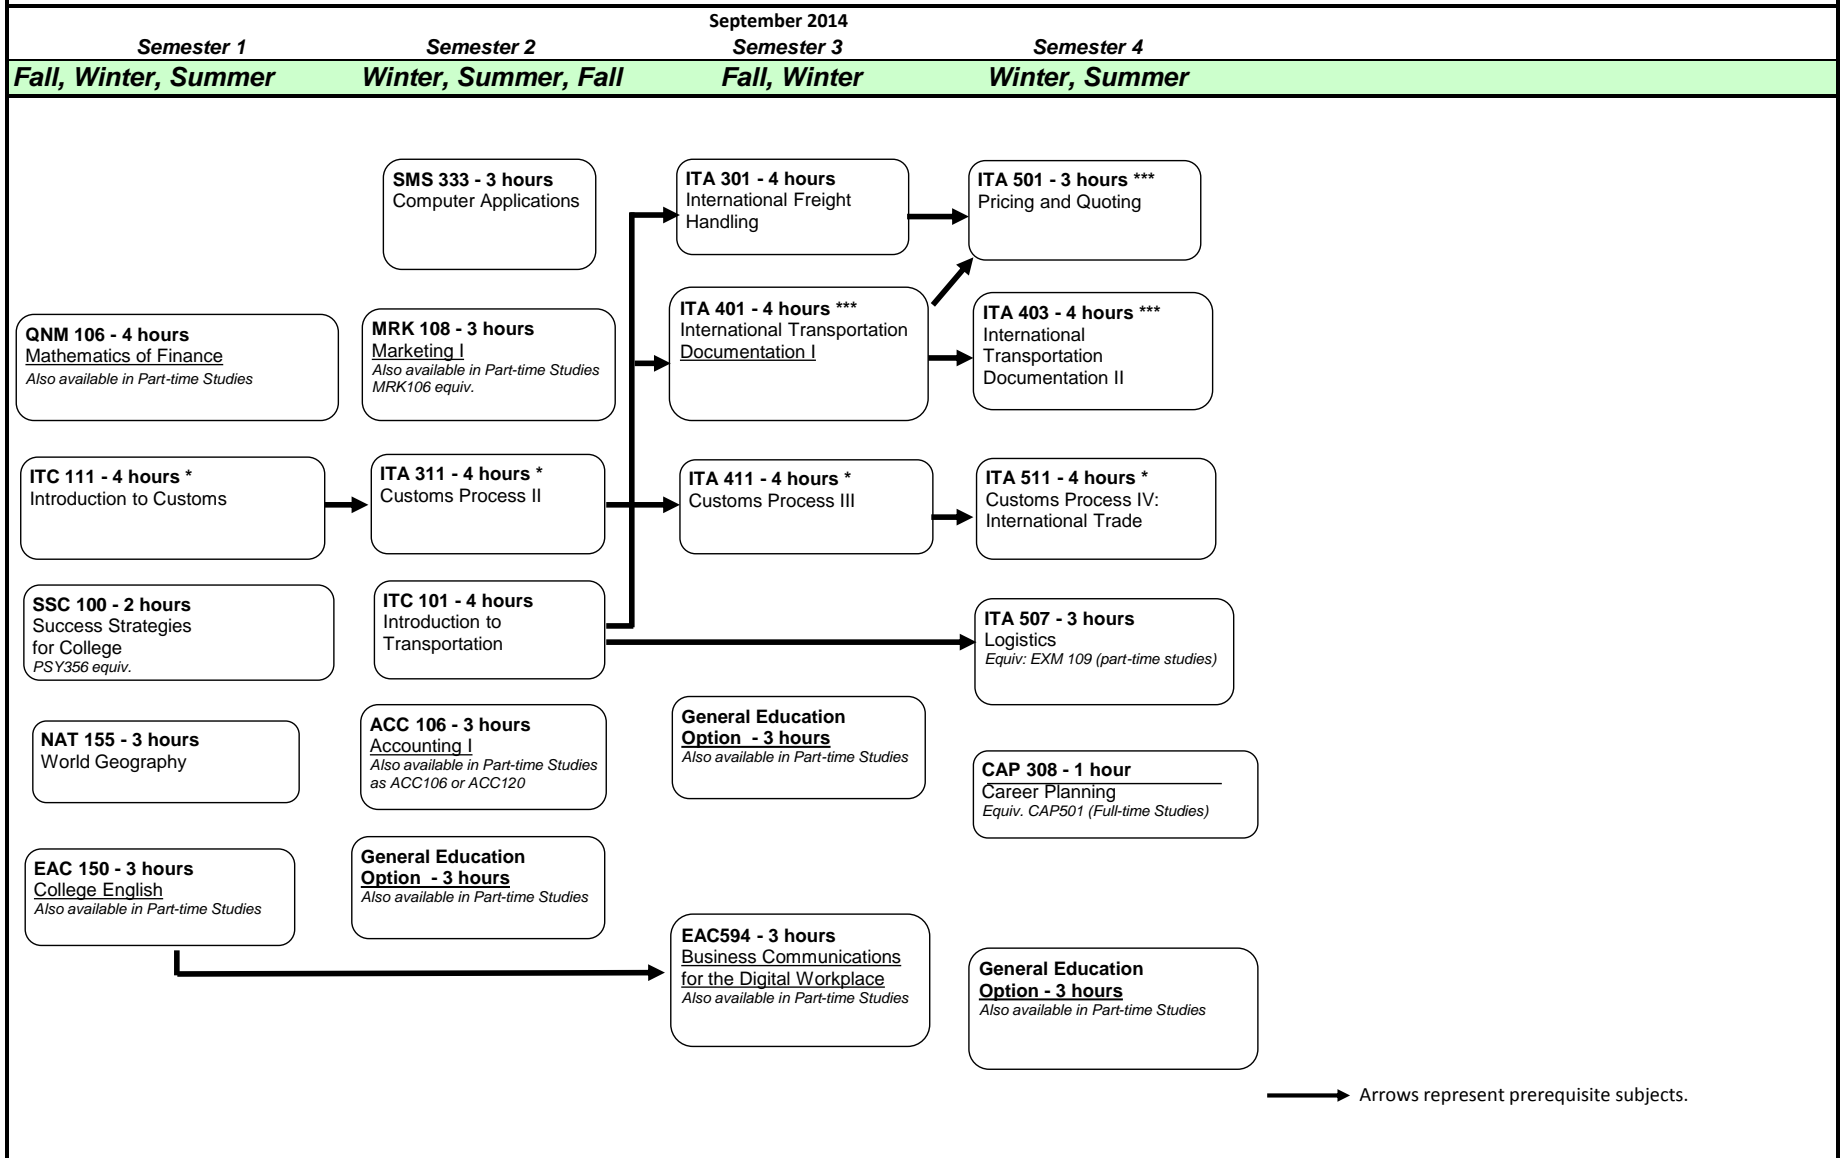 September 2014
Semester 1
Semester 2
Semester 3
Semester 4
Fall, Winter, Summer
Winter, Summer, Fall
Fall, Winter
Winter, Summer
QNM 106 - 4 hours
Mathematics of Finance
Also available in Part-time Studies
ITC 111 - 4 hours *
Introduction to Customs
SSC 100 - 2 hours
Success Strategies
for College
PSY356 equiv.
NAT 155 - 3 hours
World Geography
EAC 150 - 3 hours
College English
Also available in Part-time Studies
SMS 333 - 3 hours
Computer Applications
MRK 108 - 3 hours
Marketing I
Also available in Part-time Studies
MRK106 equiv.
ITA 311 - 4 hours *
Customs Process II
ITC 101 - 4 hours
Introduction to
Transportation
ACC 106 - 3 hours
Accounting I
Also available in Part-time Studies
as ACC106 or ACC120
General Education
Option  - 3 hours
Also available in Part-time Studies
ITA 301 - 4 hours
International Freight
Handling
ITA 401 - 4 hours ***
International Transportation
Documentation I
ITA 411 - 4 hours *
Customs Process III
General Education
Option  - 3 hours
Also available in Part-time Studies
EAC594 - 3 hours
Business Communications
for the Digital Workplace
Also available in Part-time Studies
ITA 501 - 3 hours ***
Pricing and Quoting
ITA 403 - 4 hours ***
International
Transportation
Documentation II
ITA 511 - 4 hours *
Customs Process IV:
International Trade
ITA 507 - 3 hours
Logistics
Equiv: EXM 109 (part-time studies)
CAP 308 - 1 hour
Career Planning
Equiv. CAP501 (Full-time Studies)
General Education
Option - 3 hours
Also available in Part-time Studies
Arrows represent prerequisite subjects.